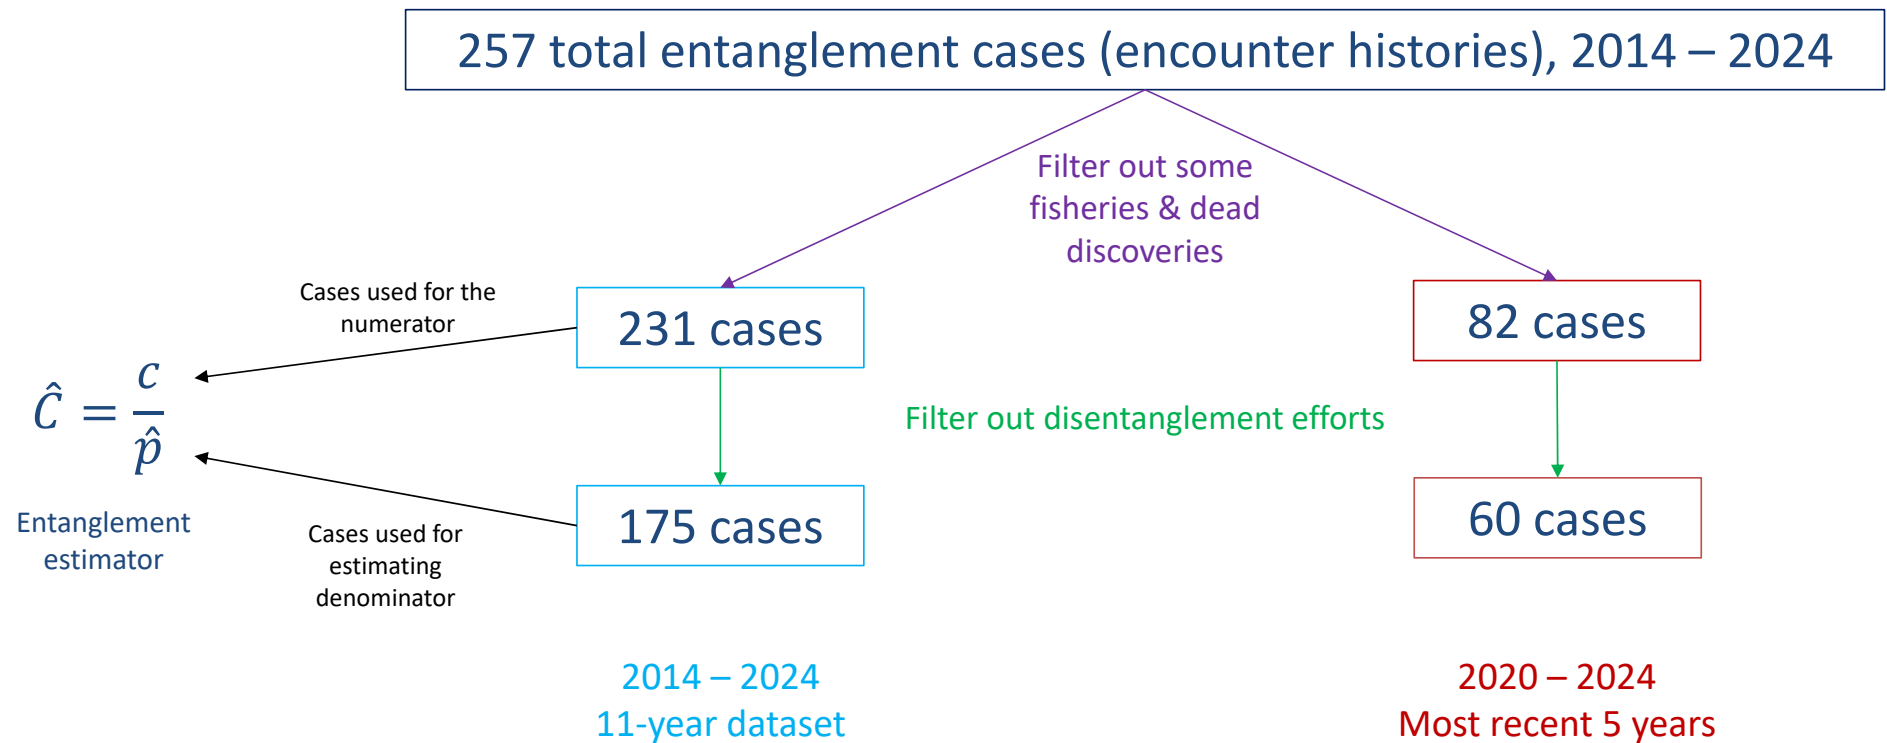 257 total entanglement cases (encounter histories), 2014 – 2024
Filter out some
fisheries & dead
discoveries
Cases used for the
numerator
231 cases
82 cases
Ĉ = c / p̂
Filter out disentanglement efforts
Entanglement
estimator
Cases used for
estimating
denominator
175 cases
60 cases
2014 – 2024
11-year dataset
2020 – 2024
Most recent 5 years